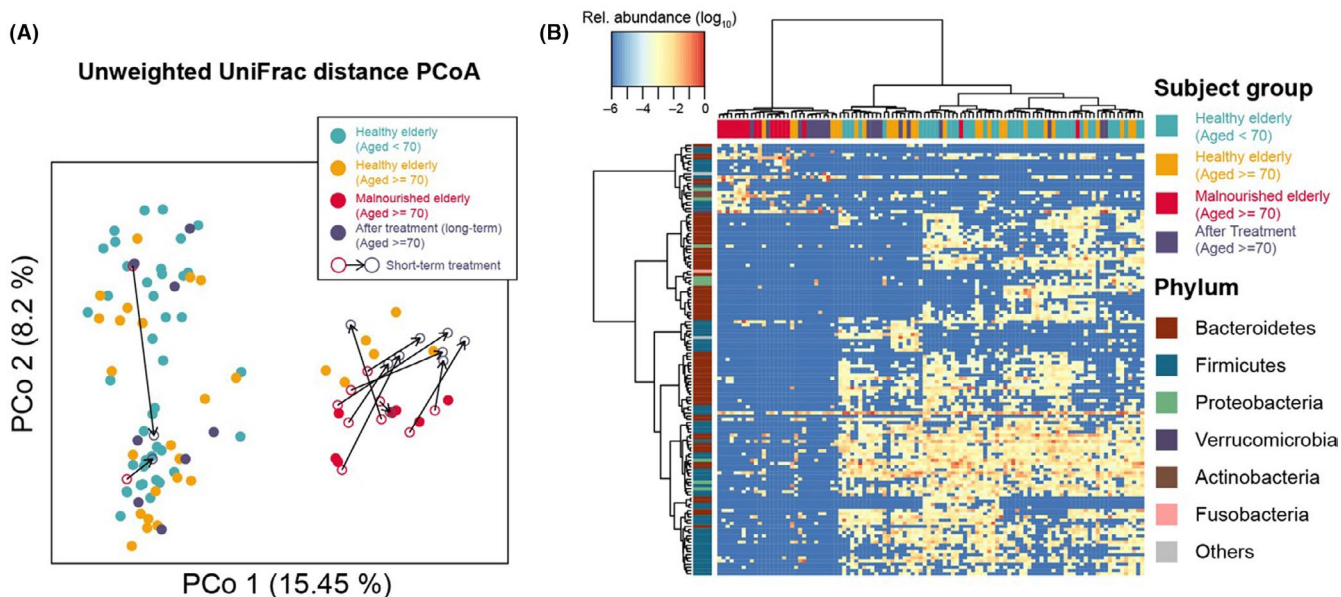 (A)
Unweighted UniFrac distance PCoA
Healthy elderly
(Aged < 70)
Healthy elderly
(Aged >= 70)
Malnourished elderly
(Aged >= 70)
After treatment (long-term)
(Aged >=70)
Short-term treatment
PCo 2 (8.2 %)
PCo 1 (15.45 %)
(B)
Rel. abundance (log10)
−6 −4 −2 0
Subject group
Healthy elderly
(Aged < 70)
Healthy elderly
(Aged >= 70)
Malnourished elderly
(Aged >= 70)
After Treatment
(Aged >=70)
Phylum
Bacteroidetes
Firmicutes
Proteobacteria
Verrucomicrobia
Actinobacteria
Fusobacteria
Others